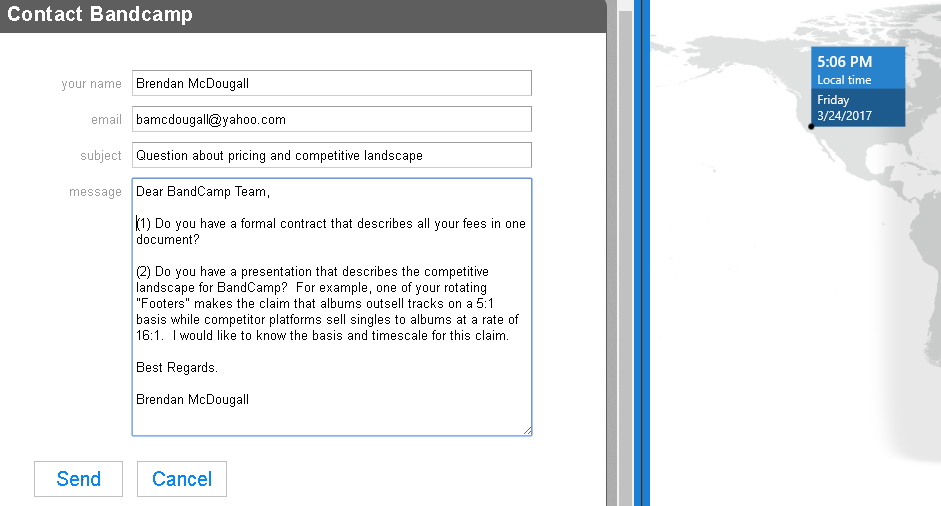 Contact Bandcamp
your name
Brendan McDougall
email
bamcdougall@yahoo.com
subject
Question about pricing and competitive landscape
message
Dear BandCamp Team,
(1) Do you have a formal contract that describes all your fees in one
document?
(2) Do you have a presentation that describes the competitive
landscape for BandCamp?  For example, one of your rotating
"Footers" makes the claim that albums outsell tracks on a 5:1
basis while competitor platforms sell singles to albums at a rate of
16:1.  I would like to know the basis and timescale for this claim.
Best Regards.
Brendan McDougall
Send
Cancel
5:06 PM
Local time
Friday
3/24/2017